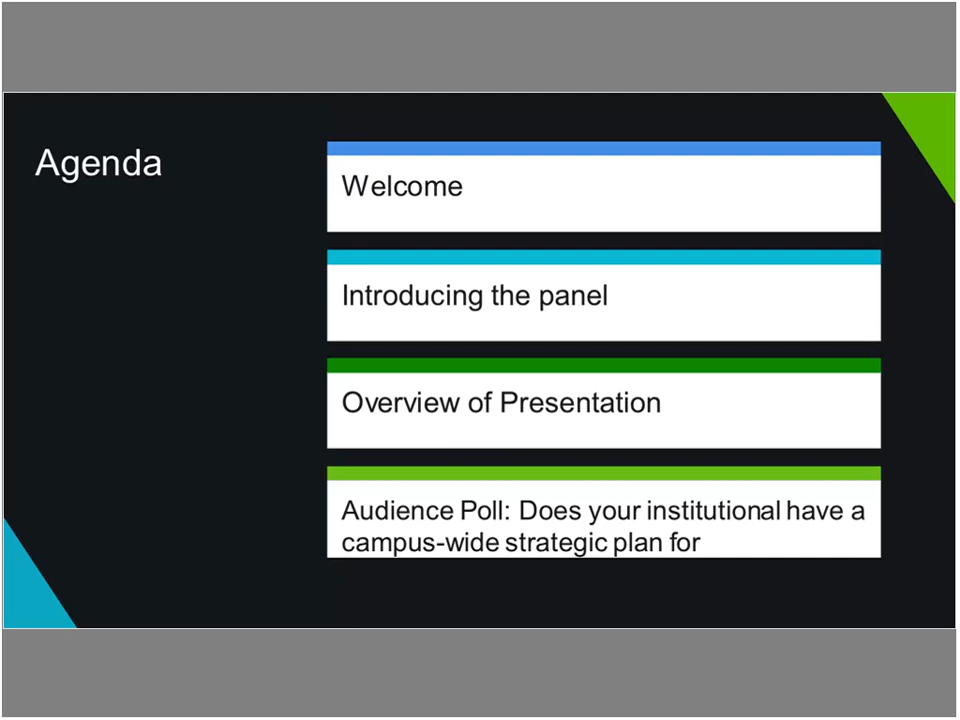 Agenda
Welcome
Introducing the panel
Overview of Presentation
Audience Poll: Does your institutional have a
campus-wide strategic plan for